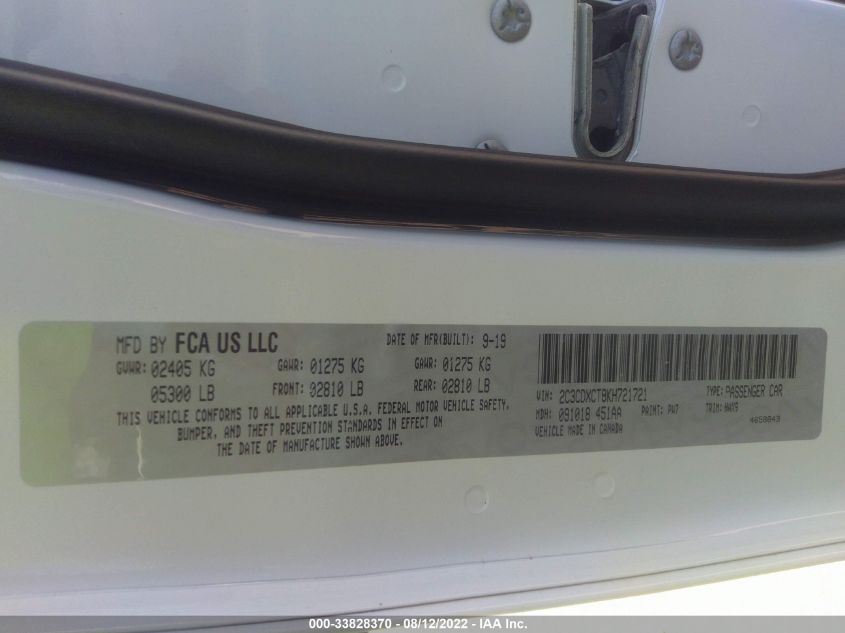 MFD BY FCA US LLC
DATE OF MFR(BUILT): 9-19
GVWR: 02405 KG GAWR: 01275 KG GAWR: 01275 KG
05300 LB FRONT: 02810 LB REAR: 02810 LB
THIS VEHICLE CONFORMS TO ALL APPLICABLE U.S.A. FEDERAL MOTOR VEHICLE SAFETY,
BUMPER, AND THEFT PREVENTION STANDARDS IN EFFECT ON
THE DATE OF MANUFACTURE SHOWN ABOVE.
VIN: 2C3CDXCT8KH721721 TYPE: PASSENGER CAR
MDH: 091018 451AA PAINT: PW7 TRIM:
VEHICLE MADE IN CANADA 4658643
000-33828370 - 08/12/2022 - IAA Inc.